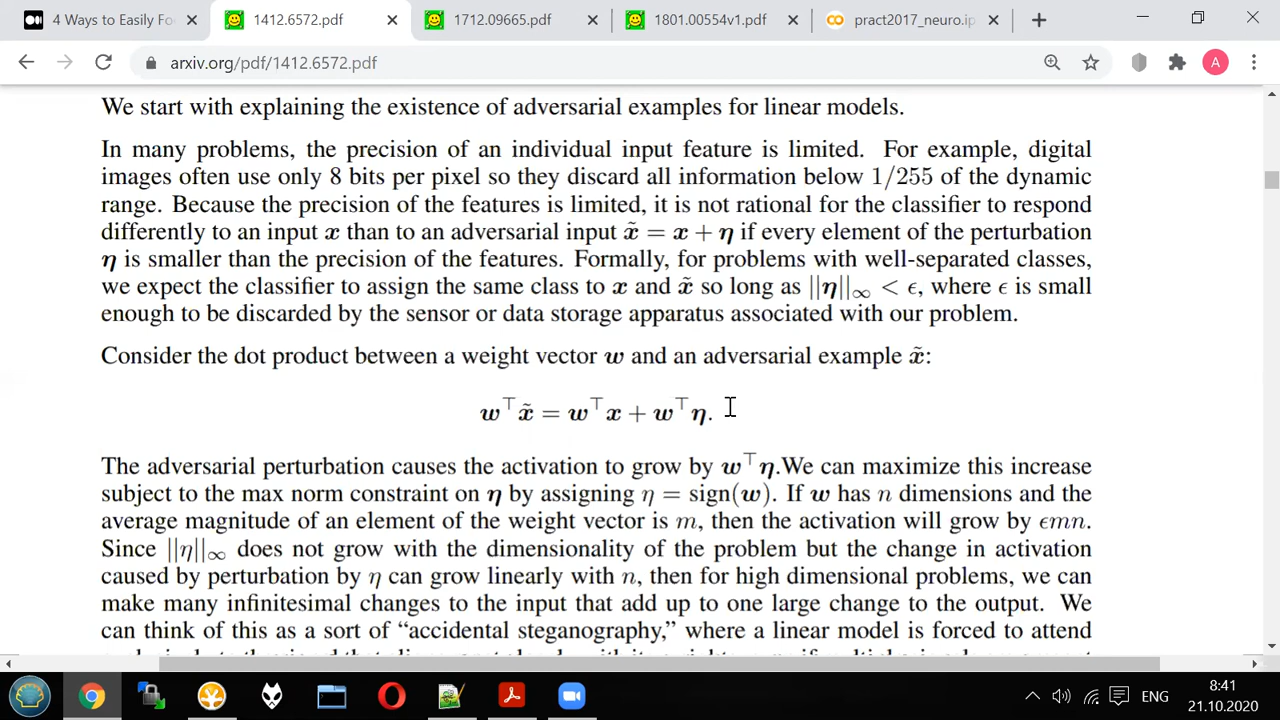 4 Ways to Easily Fo
1412.6572.pdf
1712.09665.pdf
1801.00554v1.pdf
pract2017_neuro.ip
arxiv.org/pdf/1412.6572.pdf
A
We start with explaining the existence of adversarial examples for linear models.
In many problems, the precision of an individual input feature is limited. For example, digital
images often use only 8 bits per pixel so they discard all information below 1/255 of the dynamic
range. Because the precision of the features is limited, it is not rational for the classifier to respond
differently to an input x than to an adversarial input x̃ = x + η if every element of the perturbation
η is smaller than the precision of the features. Formally, for problems with well-separated classes,
we expect the classifier to assign the same class to x and x̃ so long as ||η||∞ < ϵ, where ϵ is small
enough to be discarded by the sensor or data storage apparatus associated with our problem.
Consider the dot product between a weight vector w and an adversarial example x̃:
w⊤x̃ = w⊤x + w⊤η.
The adversarial perturbation causes the activation to grow by w⊤η.We can maximize this increase
subject to the max norm constraint on η by assigning η = sign(w). If w has n dimensions and the
average magnitude of an element of the weight vector is m, then the activation will grow by ϵmn.
Since ||η||∞ does not grow with the dimensionality of the problem but the change in activation
caused by perturbation by η can grow linearly with n, then for high dimensional problems, we can
make many infinitesimal changes to the input that add up to one large change to the output. We
can think of this as a sort of “accidental steganography,” where a linear model is forced to attend
ENG
8:41
21.10.2020